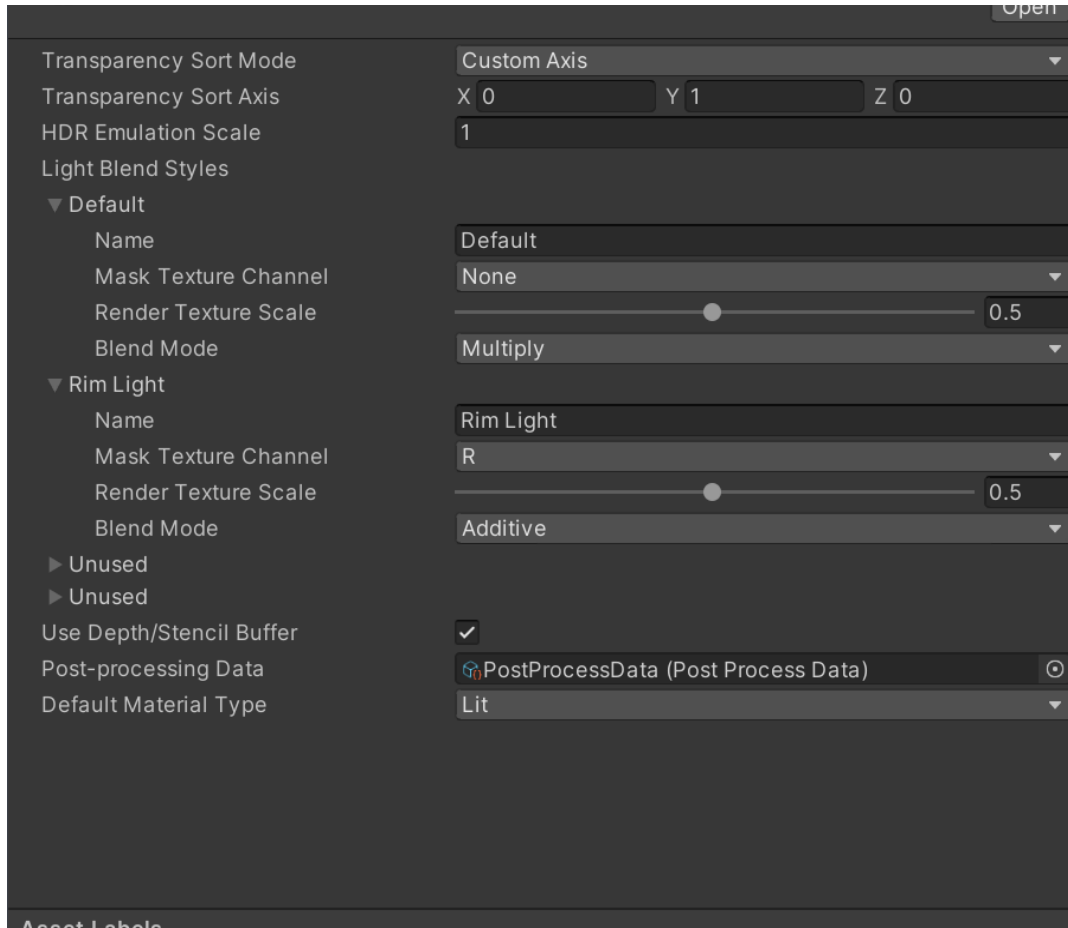 Open
Transparency Sort Mode Custom Axis
Transparency Sort Axis X 0 Y 1 Z 0
HDR Emulation Scale 1
Light Blend Styles
Default
Name Default
Mask Texture Channel None
Render Texture Scale 0.5
Blend Mode Multiply
Rim Light
Name Rim Light
Mask Texture Channel R
Render Texture Scale 0.5
Blend Mode Additive
Unused
Unused
Use Depth/Stencil Buffer
Post-processing Data PostProcessData (Post Process Data)
Default Material Type Lit
Asset Labels